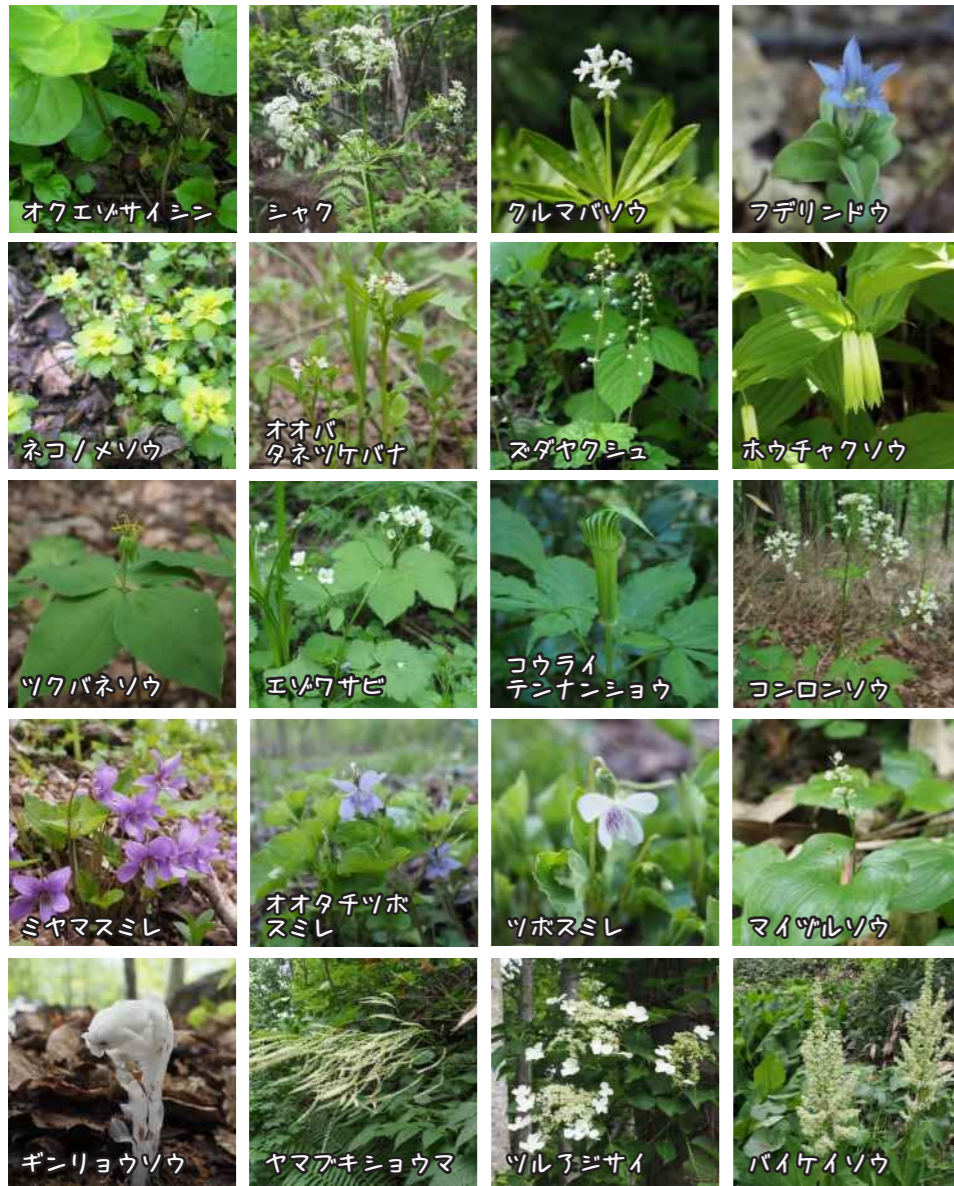 オクエゾサイシン
シャク
クルマバソウ
フデリンドウ
ネコノメソウ
オオバ
タネツケバナ
ズダヤクシュ
ホウチャクソウ
ツクバネソウ
エゾワサビ
コウライ
テンナンショウ
コンロンソウ
ミヤマスミレ
オオタチツボ
スミレ
ツボスミレ
マイヅルソウ
ギンリョウソウ
ヤマブキショウマ
ツルアジサイ
バイケイソウ